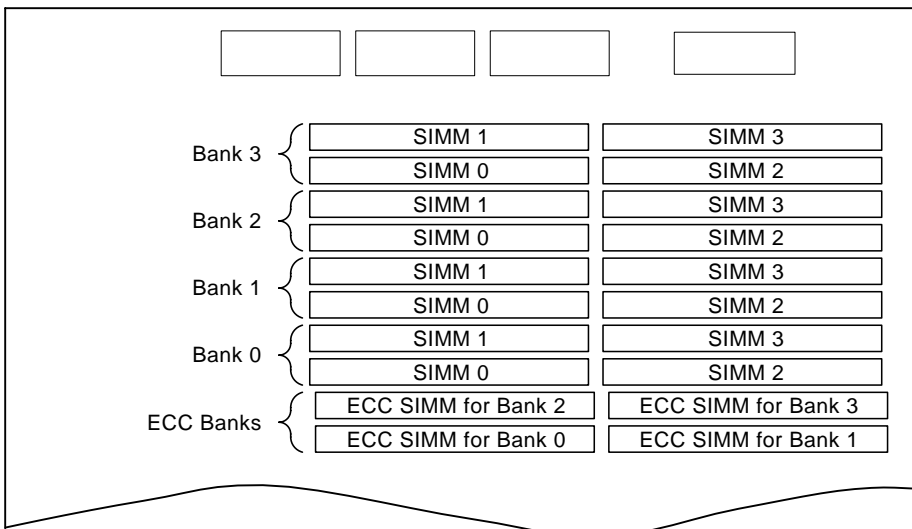 Bank 3
SIMM 1 SIMM 3
SIMM 0 SIMM 2
Bank 2
SIMM 1 SIMM 3
SIMM 0 SIMM 2
Bank 1
SIMM 1 SIMM 3
SIMM 0 SIMM 2
Bank 0
SIMM 1 SIMM 3
SIMM 0 SIMM 2
ECC Banks
ECC SIMM for Bank 2 ECC SIMM for Bank 3
ECC SIMM for Bank 0 ECC SIMM for Bank 1